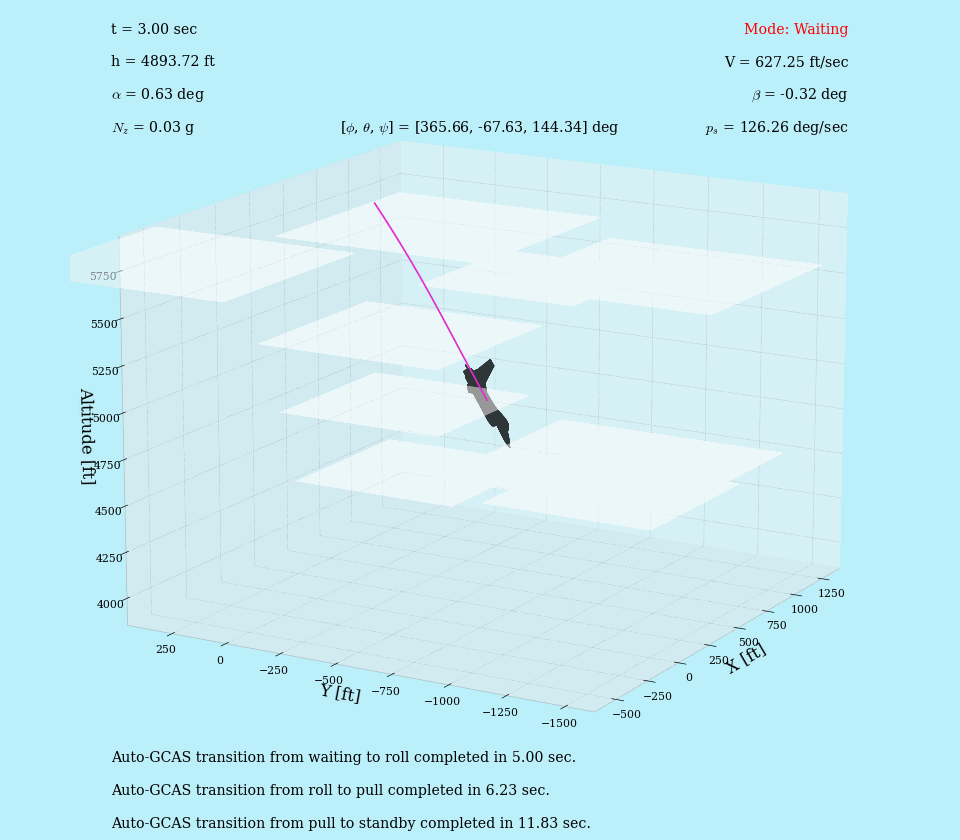 t = 3.00 sec
Mode: Waiting
h = 4893.72 ft
V = 627.25 ft/sec
α = 0.63 deg
β = -0.32 deg
N_z = 0.03 g
[ϕ, θ, ψ] = [365.66, -67.63, 144.34] deg
p_s = 126.26 deg/sec
5750
5500
5250
5000
4750
4500
4250
4000
Altitude [ft]
250
0
−250
−500
−750
−1000
−1250
−1500
Y [ft]
−500
−250
0
250
500
750
1000
1250
X [ft]
Auto-GCAS transition from waiting to roll completed in 5.00 sec.
Auto-GCAS transition from roll to pull completed in 6.23 sec.
Auto-GCAS transition from pull to standby completed in 11.83 sec.